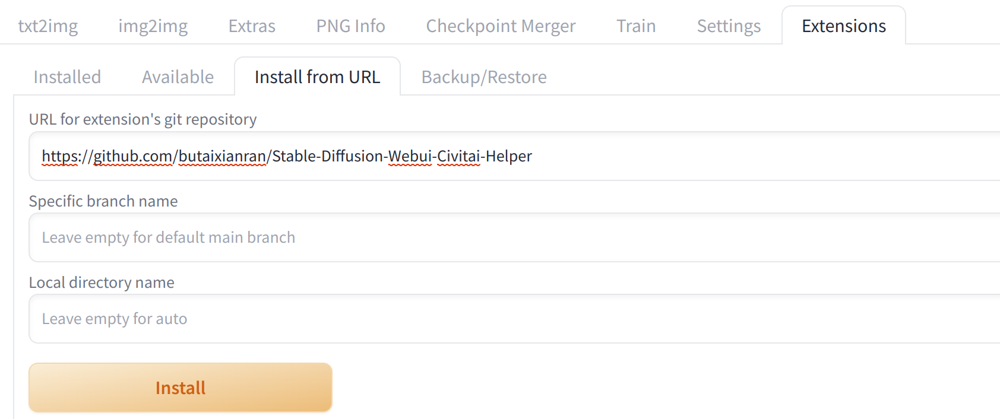 txt2img img2img Extras PNG Info Checkpoint Merger Train Settings Extensions
Installed Available Install from URL Backup/Restore
URL for extension's git repository
https://github.com/butaixianran/Stable-Diffusion-Webui-Civitai-Helper
Specific branch name
Leave empty for default main branch
Local directory name
Leave empty for auto
Install